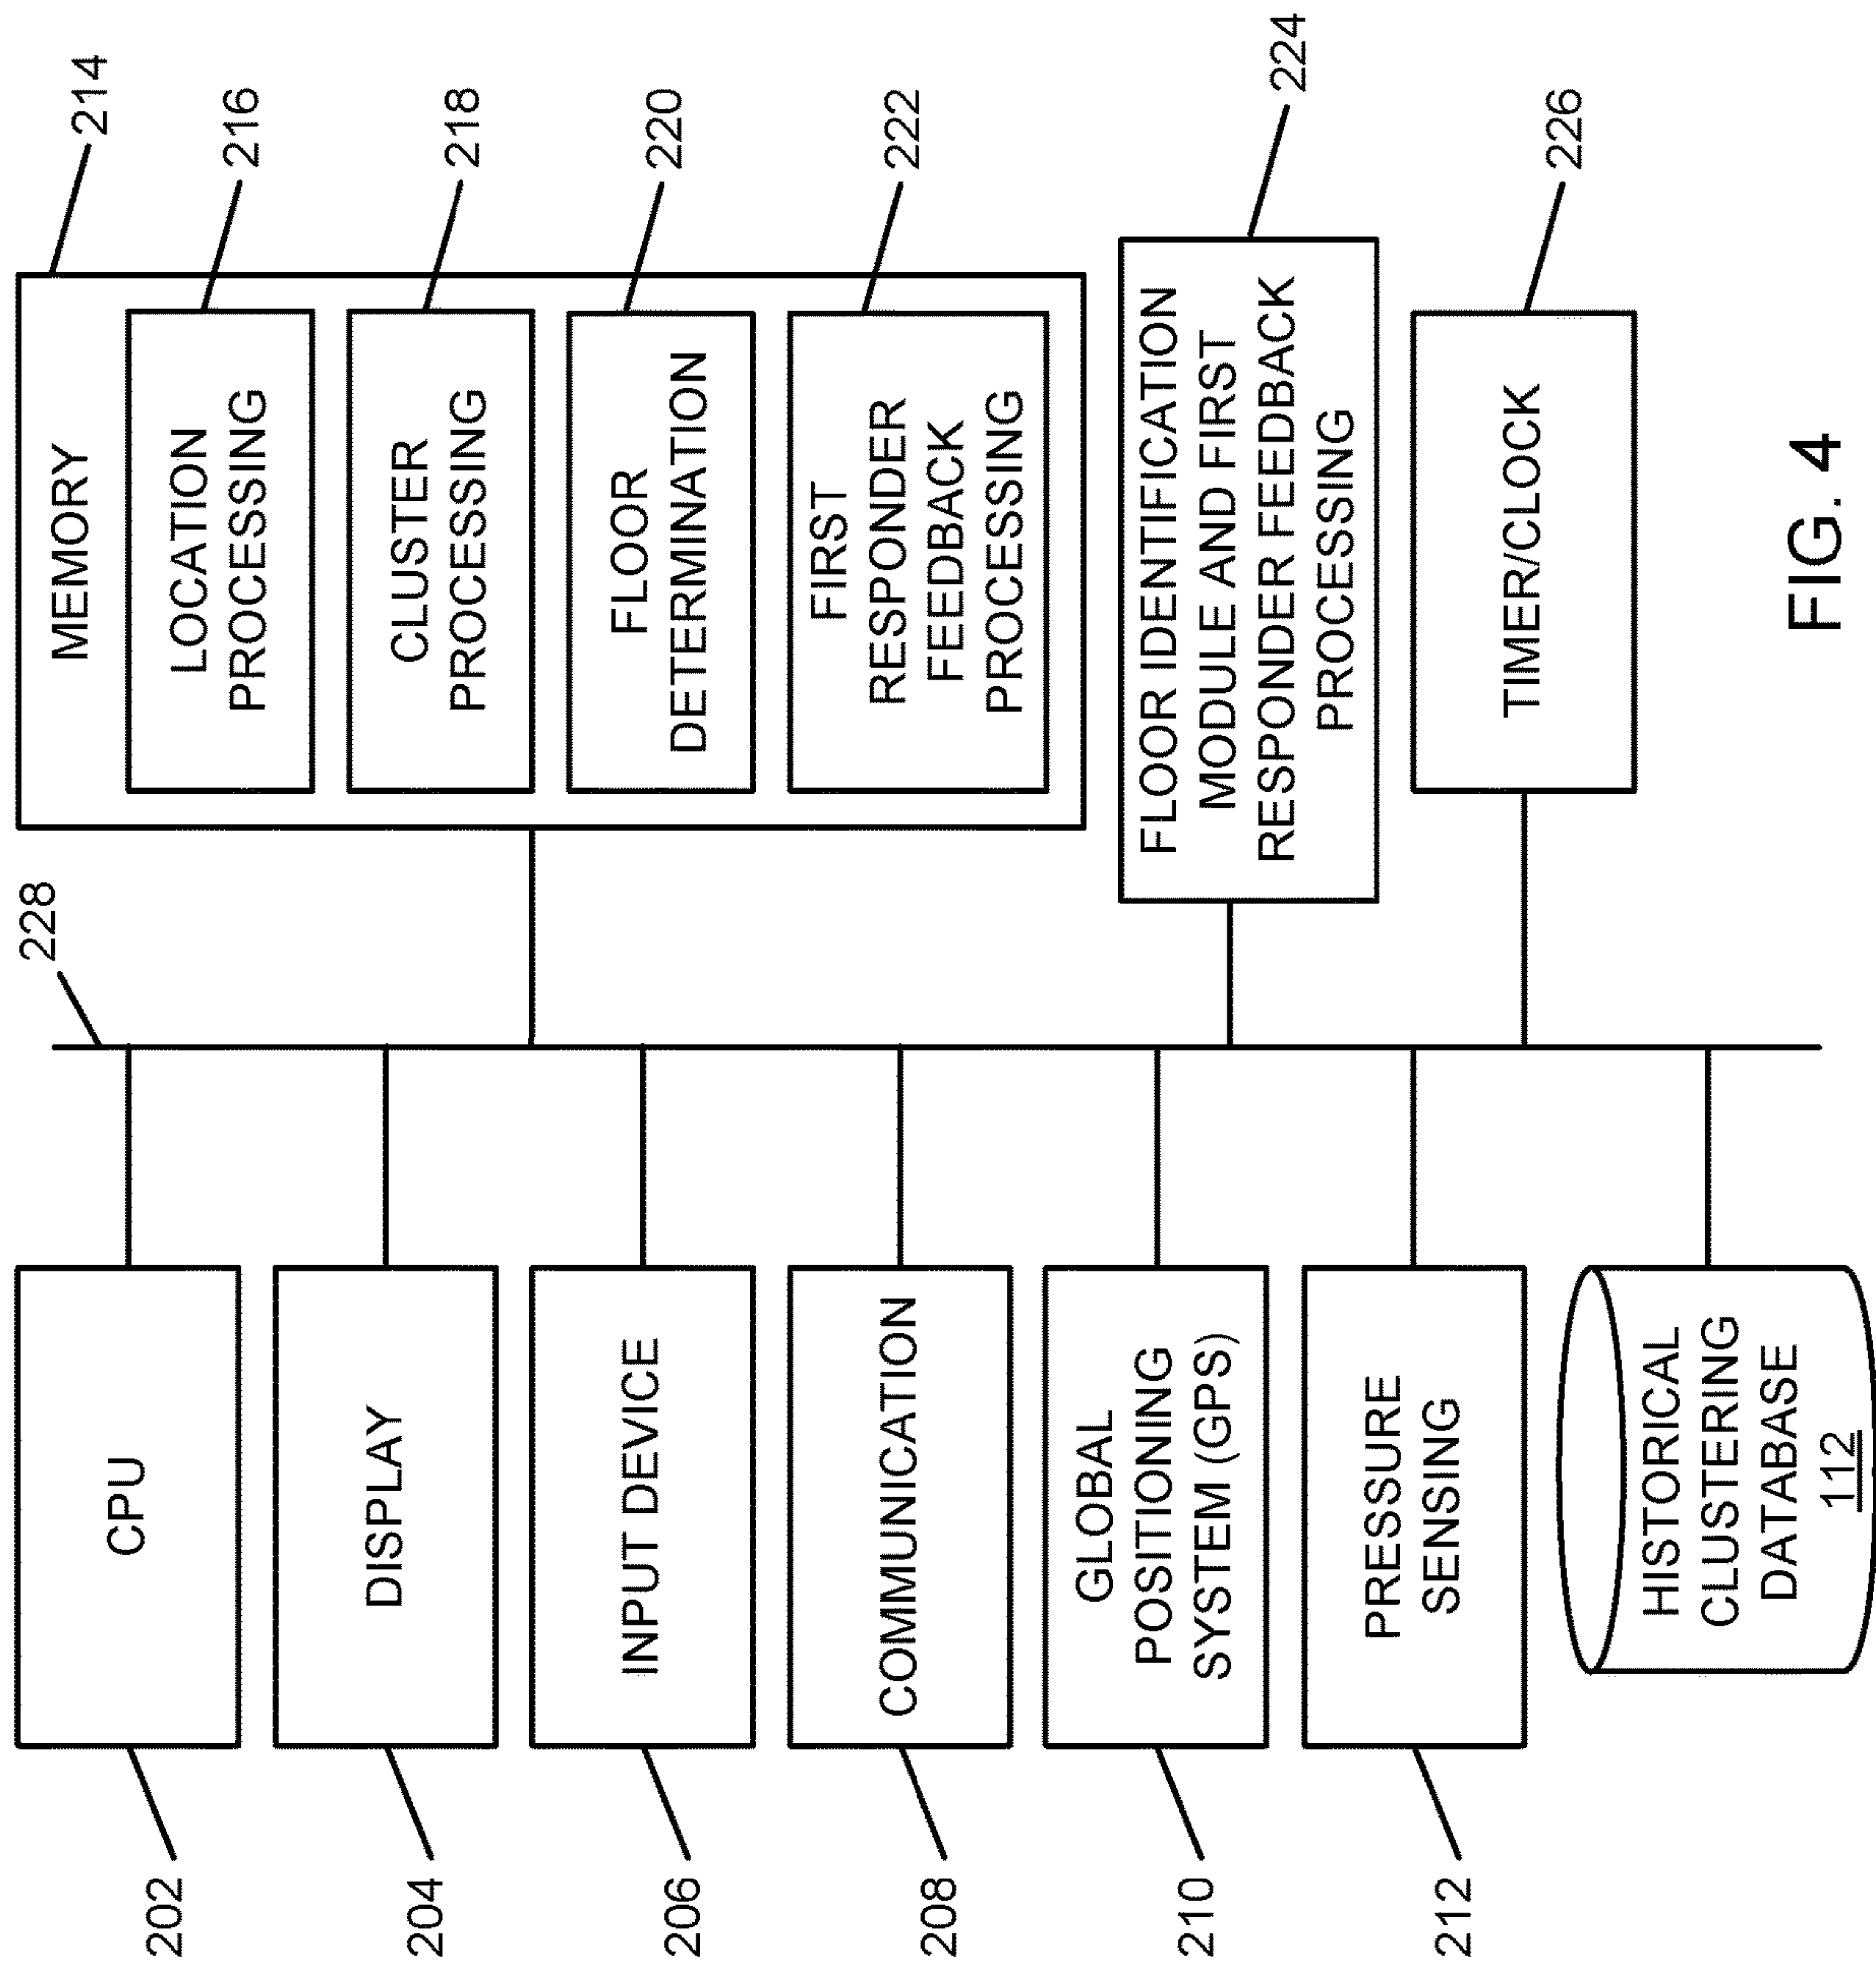 202
CPU
204
DISPLAY
206
INPUT DEVICE
208
COMMUNICATION
210
GLOBAL
POSITIONING
SYSTEM (GPS)
212
PRESSURE
SENSING
HISTORICAL
CLUSTERING
DATABASE
112
228
MEMORY
214
LOCATION
PROCESSING
216
CLUSTER
PROCESSING
218
FLOOR
DETERMINATION
220
FIRST
RESPONDER
FEEDBACK
PROCESSING
222
FLOOR IDENTIFICATION
MODULE AND FIRST
RESPONDER FEEDBACK
PROCESSING
224
TIMER/CLOCK
226
FIG. 4